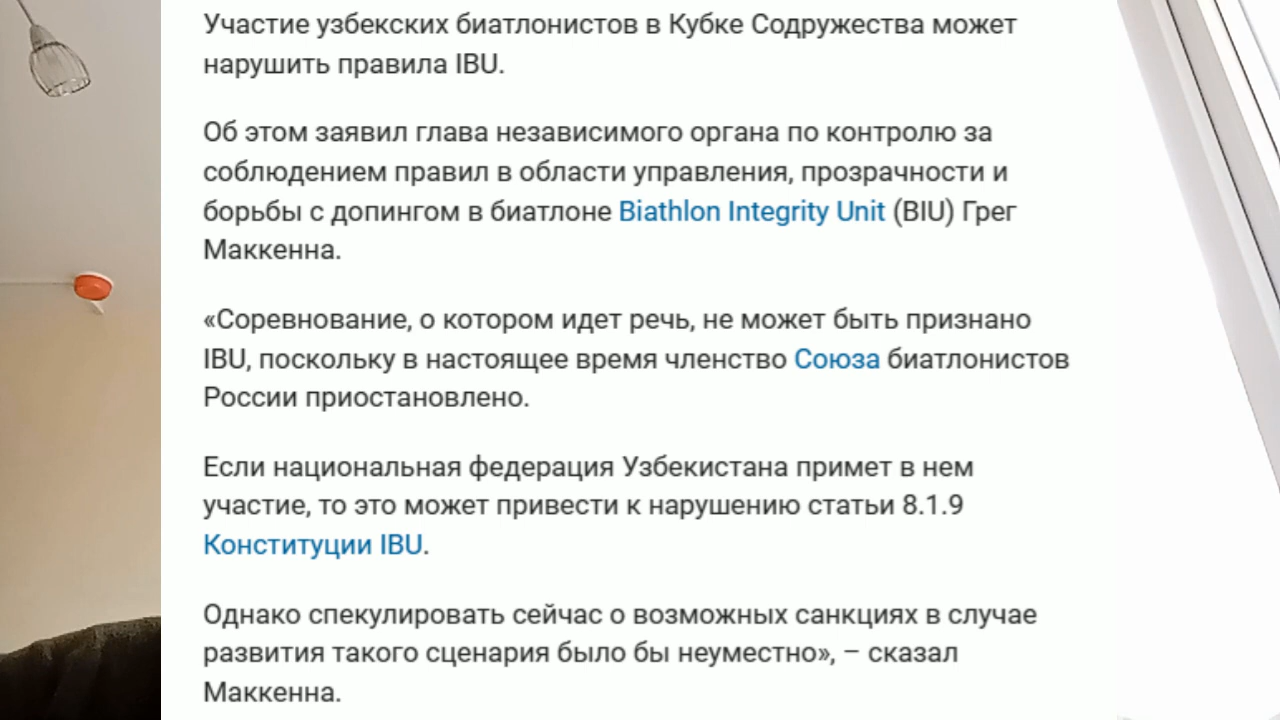 Участие узбекских биатлонистов в Кубке Содружества может
нарушить правила IBU.
Об этом заявил глава независимого органа по контролю за
соблюдением правил в области управления, прозрачности и
борьбы с допингом в биатлоне Biathlon Integrity Unit (BIU) Грег
Маккенна.
«Соревнование, о котором идет речь, не может быть признано
IBU, поскольку в настоящее время членство Союза биатлонистов
России приостановлено.
Если национальная федерация Узбекистана примет в нем
участие, то это может привести к нарушению статьи 8.1.9
Конституции IBU.
Однако спекулировать сейчас о возможных санкциях в случае
развития такого сценария было бы неуместно», – сказал
Маккенна.